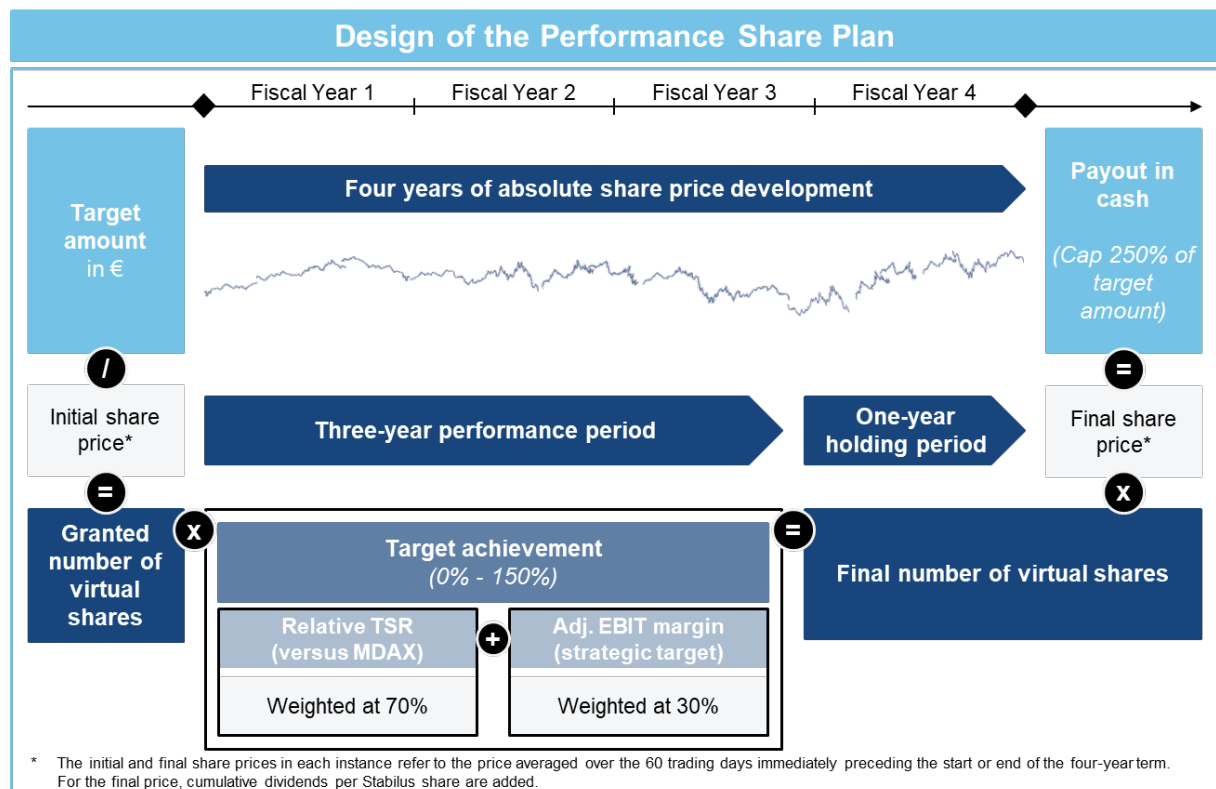 Design of the Performance Share Plan
Fiscal Year 1
Fiscal Year 2
Fiscal Year 3
Fiscal Year 4
Target
amount
in €
Four years of absolute share price development
Payout in
cash
(Cap 250% of
target
amount)
/
=
Initial share
price*
Three-year performance period
One-year
holding period
Final share
price*
=
x
Granted
number of
virtual
shares
x
Target achievement
(0% - 150%)
=
Final number of virtual shares
Relative TSR
(versus MDAX)
+
Adj. EBIT margin
(strategic target)
Weighted at 70%
Weighted at 30%
* The initial and final share prices in each instance refer to the price averaged over the 60 trading days immediately preceding the start or end of the four-year term.
For the final price, cumulative dividends per Stabilus share are added.